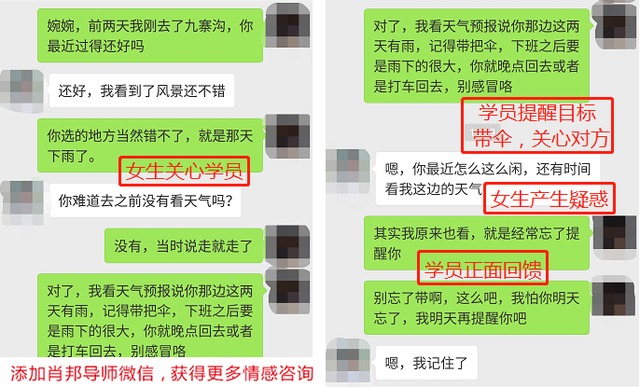 婉婉，前两天我刚去了九寨沟，你
最近过得还好吗
还好，我看到了风景还不错
你选的地方当然错不了，就是那天
下雨了。
女生关心学员
你难道去之前没有看天气吗？
没有，当时说走就走了
对了，我看天气预报说你那边这两
天有雨，记得带把伞，下班之后要
是雨下的很大，你就晚点回去或者
是打车回去，别感冒咯
添加肖邦导师微信，获得更多情感咨询
对了，我看天气预报说你那边这两
天有雨，记得带把伞，下班之后要
是雨下的很大，你就晚点回去或者
是打车回去，别感冒咯
学员提醒目标
带伞，关心对方
嗯，你最近怎么这么闲，还有时间
看我这边的天气
女生产生疑惑
其实我原来也看，就是经常忘了提
醒你
学员正面回馈
别忘了带啊，这么吧，我怕你明天
忘了，我明天再提醒你吧
嗯，我记住了